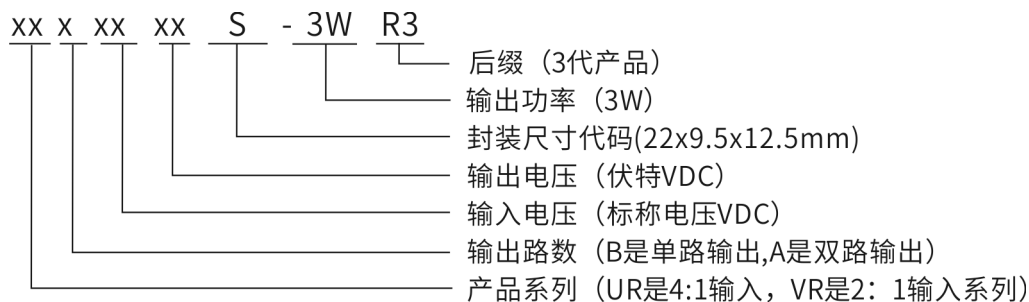 xx x xx xx S - 3W R3
后缀（3代产品）
输出功率（3W）
封装尺寸代码(22x9.5x12.5mm)
输出电压（伏特VDC）
输入电压（标称电压VDC）
输出路数（B是单路输出,A是双路输出）
产品系列（UR是4:1输入，VR是2：1输入系列）